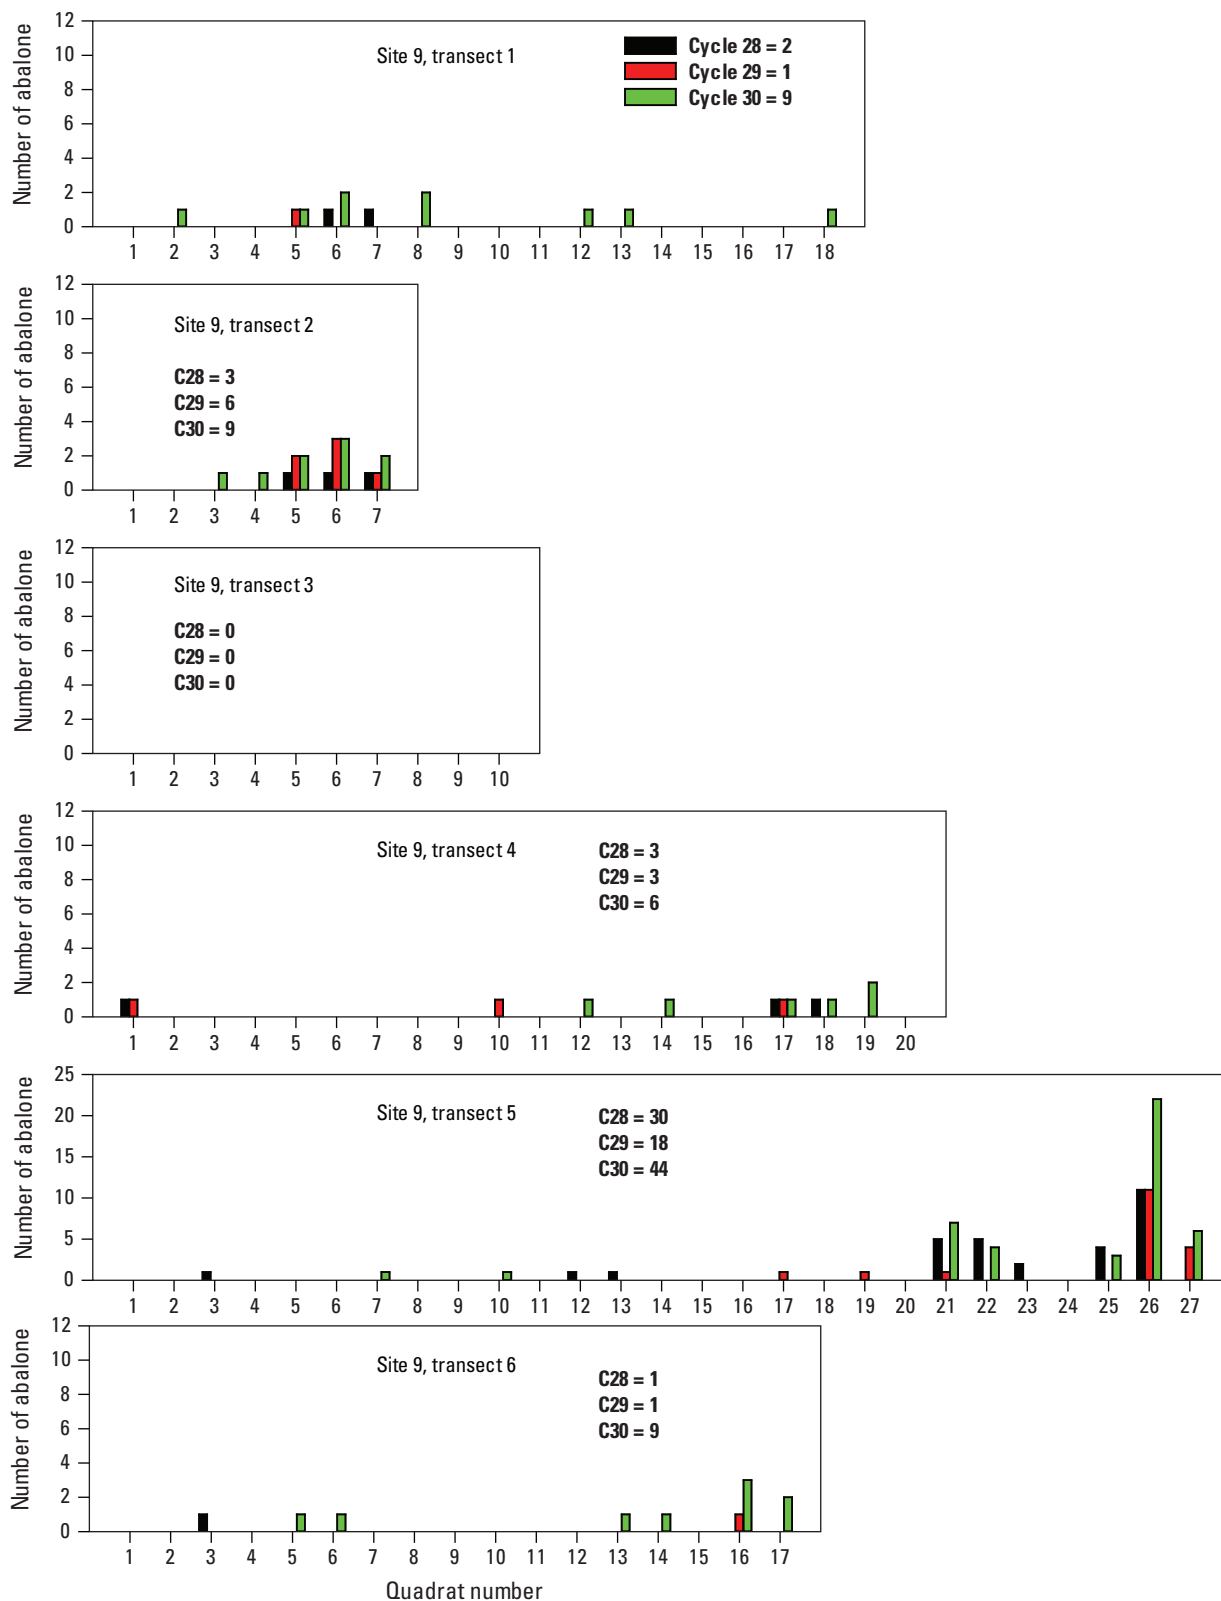 Number of abalone
12
10
8
6
4
2
0
Site 9, transect 1
Cycle 28 = 2
Cycle 29 = 1
Cycle 30 = 9
1 2 3 4 5 6 7 8 9 10 11 12 13 14 15 16 17 18
Number of abalone
12
10
8
6
4
2
0
Site 9, transect 2
C28 = 3
C29 = 6
C30 = 9
1 2 3 4 5 6 7
Number of abalone
12
10
8
6
4
2
0
Site 9, transect 3
C28 = 0
C29 = 0
C30 = 0
1 2 3 4 5 6 7 8 9 10
Number of abalone
12
10
8
6
4
2
0
Site 9, transect 4
C28 = 3
C29 = 3
C30 = 6
1 2 3 4 5 6 7 8 9 10 11 12 13 14 15 16 17 18 19 20
Number of abalone
25
20
15
10
5
0
Site 9, transect 5
C28 = 30
C29 = 18
C30 = 44
1 2 3 4 5 6 7 8 9 10 11 12 13 14 15 16 17 18 19 20 21 22 23 24 25 26 27
Number of abalone
12
10
8
6
4
2
0
Site 9, transect 6
C28 = 1
C29 = 1
C30 = 9
1 2 3 4 5 6 7 8 9 10 11 12 13 14 15 16 17
Quadrat number